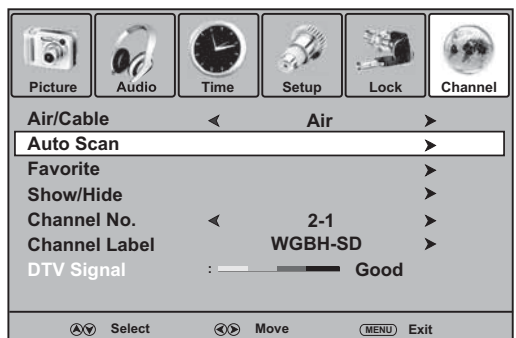 Picture Audio Time Setup Lock Channel
Air/Cable Air
Auto Scan
Favorite
Show/Hide
Channel No. 2-1
Channel Label WGBH-SD
DTV Signal : Good
Select Move MENU Exit